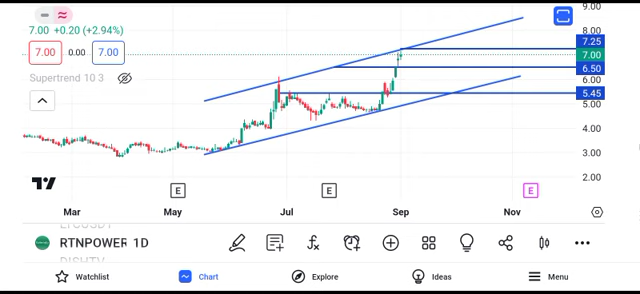 9.00
7.00 +0.20 (+2.94%)
8.00
7.25
7.00 0.00 7.00
7.00
6.50
Supertrend 10 3
6.00
5.45
5.00
4.00
3.00
2.00
E E E
Mar May Jul Sep Nov
RTNPOWER 1D
Watchlist Chart Explore Ideas Menu